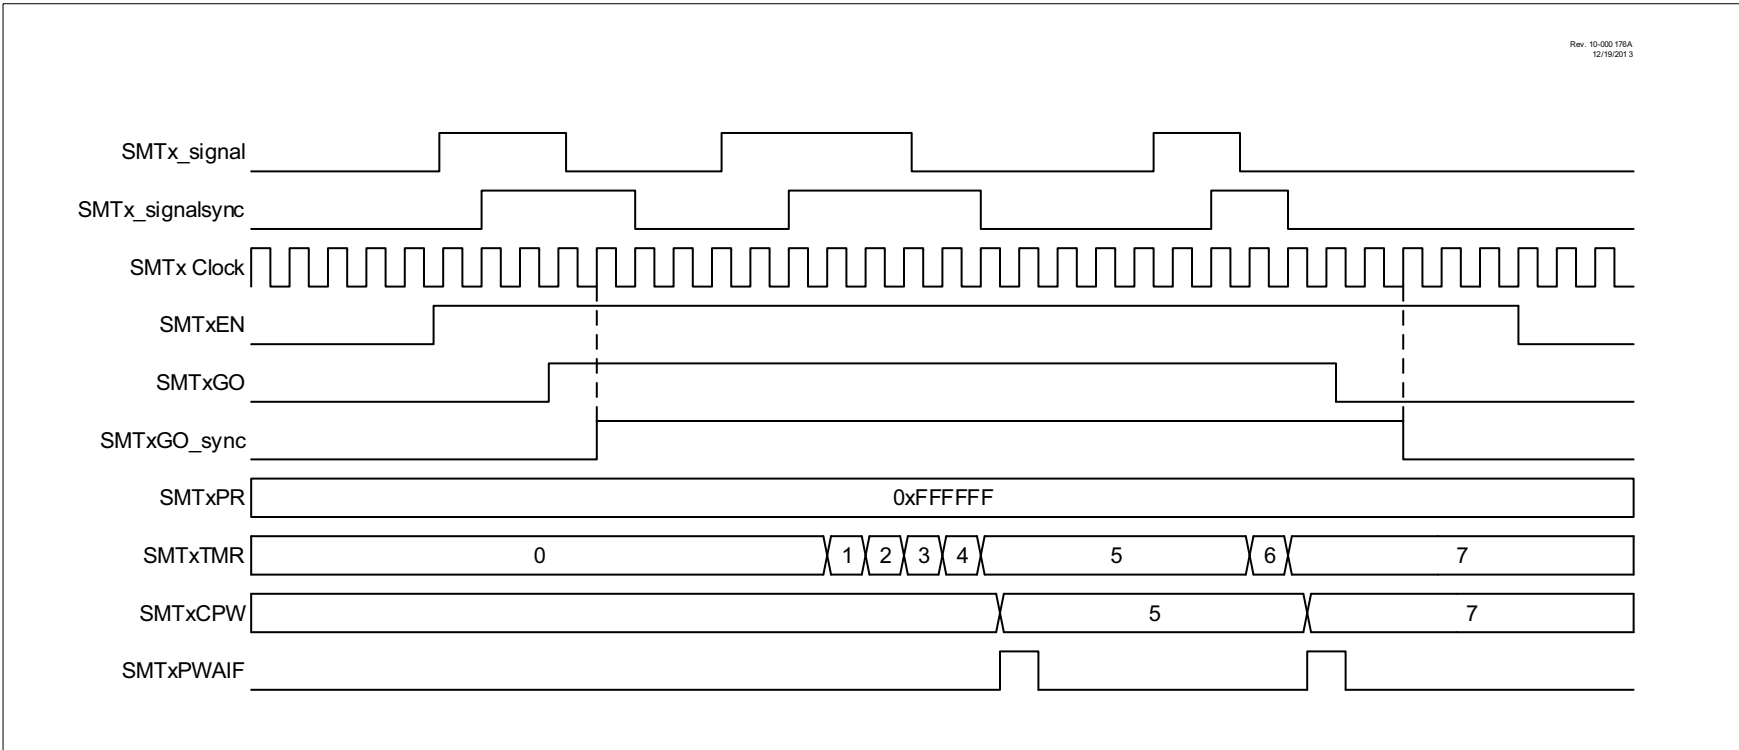 Rev. 10-000 176A
12/19/201 3
SMTx_signal
SMTx_signalsync
SMTx Clock
SMTxEN
SMTxGO
SMTxGO_sync
SMTxPR 0xFFFFFF
SMTxTMR 0 1 2 3 4 5 6 7
SMTxCPW 5 7
SMTxPWAIF